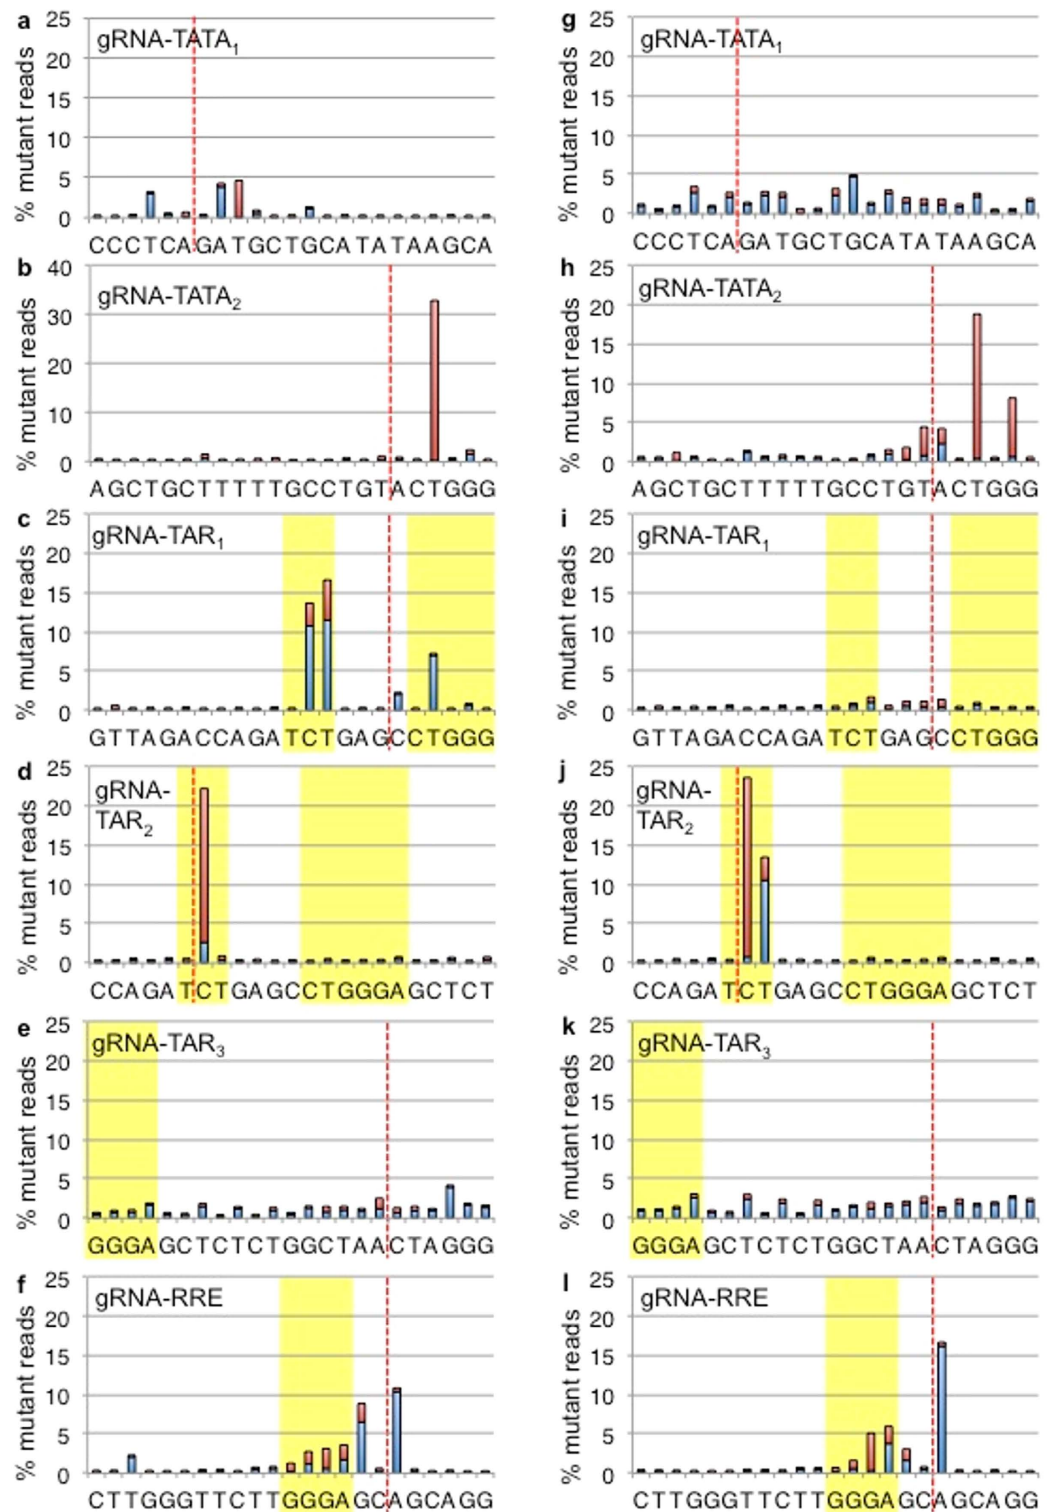 a
25
20
15
10
5
0
% mutant reads
gRNA-TATA1
CCCTCAGATGCTGCATATAAGCA
g
25
20
15
10
5
0
% mutant reads
gRNA-TATA1
CCCTCAGATGCTGCATATAAGCA
b
40
30
20
10
0
% mutant reads
gRNA-TATA2
AGCTGCTTTTTGCCTGTACTGGG
h
25
20
15
10
5
0
% mutant reads
gRNA-TATA2
AGCTGCTTTTTGCCTGTACTGGG
c
25
20
15
10
5
0
% mutant reads
gRNA-TAR1
GTTAGACCAGATCTGAGCCTGGG
i
25
20
15
10
5
0
% mutant reads
gRNA-TAR1
GTTAGACCAGATCTGAGCCTGGG
d
25
20
15
10
5
0
% mutant reads
gRNA-
TAR2
CCAGATCTGAGCCTGGGAGCTCT
j
25
20
15
10
5
0
% mutant reads
gRNA-
TAR2
CCAGATCTGAGCCTGGGAGCTCT
e
25
20
15
10
5
0
% mutant reads
gRNA-TAR3
GGGAGCTCTCTGGCTAACTAGGG
k
25
20
15
10
5
0
% mutant reads
gRNA-TAR3
GGGAGCTCTCTGGCTAACTAGGG
f
25
20
15
10
5
0
% mutant reads
gRNA-RRE
CTTGGGTTCTTGGGAGCAGCAGG
l
25
20
15
10
5
0
% mutant reads
gRNA-RRE
CTTGGGTTCTTGGGAGCAGCAGG